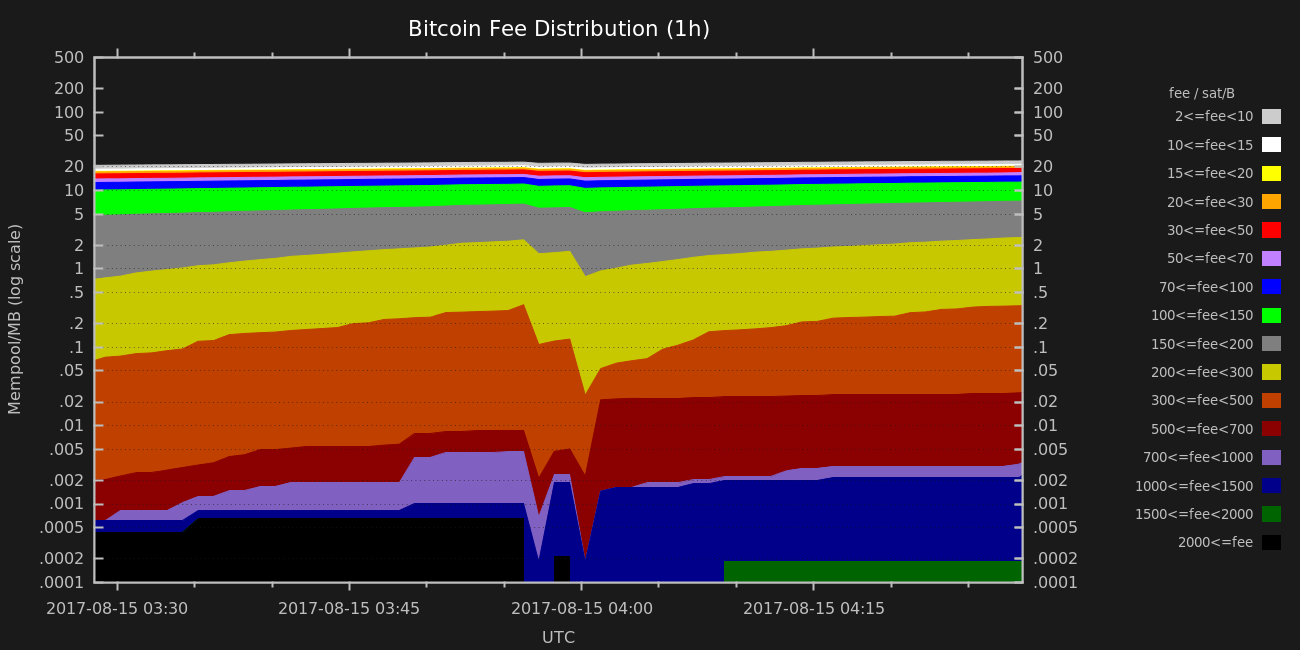 Bitcoin Fee Distribution (1h)
500
200
100
50
20
10
5
2
1
.5
.2
.1
.05
.02
.01
.005
.002
.001
.0005
.0002
.0001
Mempool/MB (log scale)
500
200
100
50
20
10
5
2
1
.5
.2
.1
.05
.02
.01
.005
.002
.001
.0005
.0002
.0001
2017-08-15 03:30
2017-08-15 03:45
2017-08-15 04:00
2017-08-15 04:15
UTC
fee / sat/B
2<=fee<10
10<=fee<15
15<=fee<20
20<=fee<30
30<=fee<50
50<=fee<70
70<=fee<100
100<=fee<150
150<=fee<200
200<=fee<300
300<=fee<500
500<=fee<700
700<=fee<1000
1000<=fee<1500
1500<=fee<2000
2000<=fee